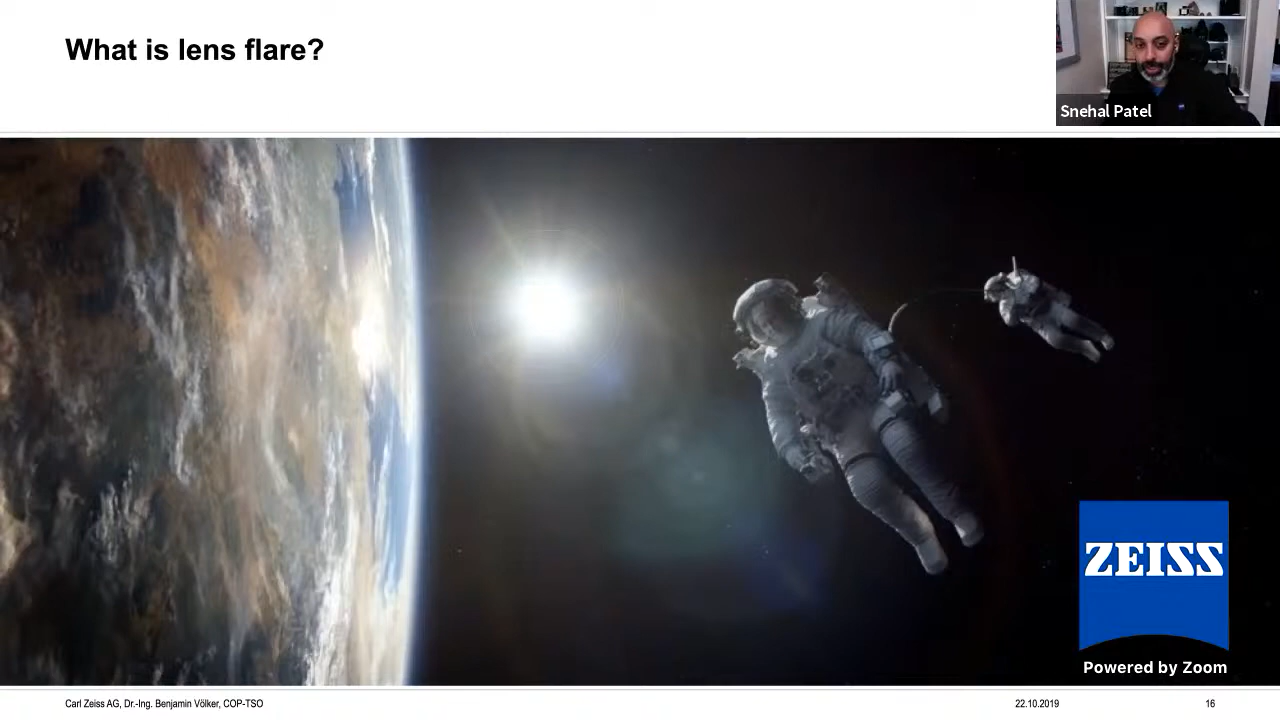 What is lens flare?
Snehal Patel
ZEISS
Powered by Zoom
Carl Zeiss AG, Dr.-Ing. Benjamin Völker, COP-TSO
22.10.2019
16